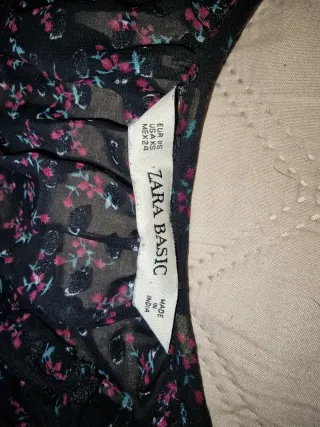 EUR XS
USA XS
MEX 24
ZARA BASIC
MADE
IN
INDIA